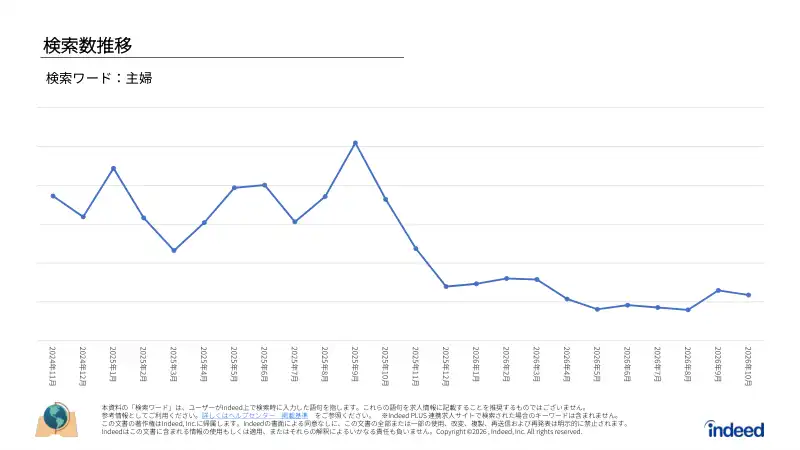 検索数推移
検索ワード：主婦
2024年11月
2024年12月
2025年1月
2025年2月
2025年3月
2025年4月
2025年5月
2025年6月
2025年7月
2025年8月
2025年9月
2025年10月
2025年11月
2025年12月
2026年1月
2026年2月
2026年3月
2026年4月
2026年5月
2026年6月
2026年7月
2026年8月
2026年9月
2026年10月
本資料の「検索ワード」は、ユーザーがIndeed上で検索時に入力した語句を指します。これらの語句を求人情報に記載することを推奨するものではございません。
参考情報としてご利用ください。詳しくはヘルプセンター 掲載基準 をご参照ください。 ※Indeed PLUS 連携求人サイトで検索された場合のキーワードは含まれません。
この文書の著作権はIndeed, Inc.に帰属します。Indeedの書面による同意なしに、この文書の全部または一部の使用、改変、複製、再送信および再発表は明示的に禁止されます。
Indeedはこの文書に含まれる情報の使用もしくは適用、またはそれらの解釈によるいかなる責任も負いません。Copyright ©2026 , Indeed, Inc. All rights reserved.
indeed